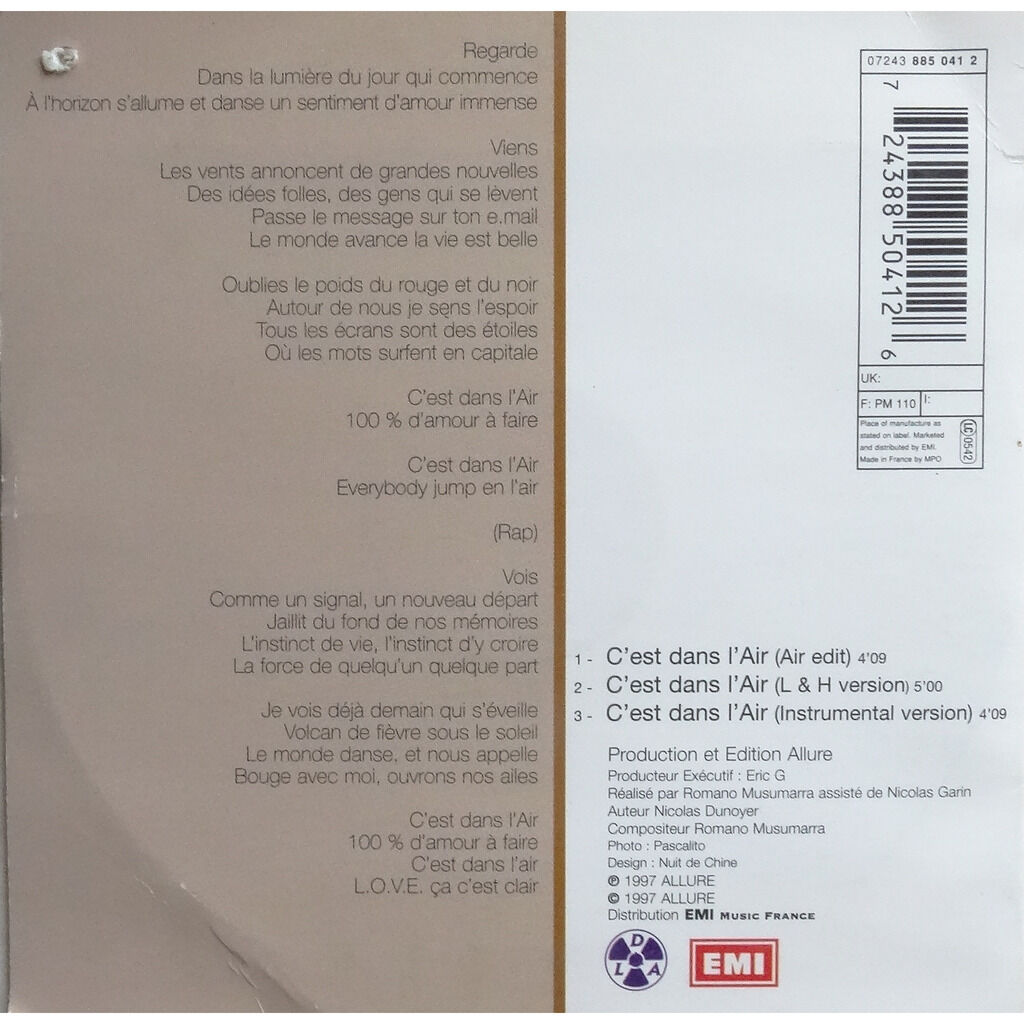 Regarde
Dans la lumière du jour qui commence
À l'horizon s'allume et danse un sentiment d'amour immense
Viens
Les vents annoncent de grandes nouvelles
Des idées folles, des gens qui se lèvent
Passe le message sur ton e.mail
Le monde avance la vie est belle
Oublies le poids du rouge et du noir
Autour de nous je sens l'espoir
Tous les écrans sont des étoiles
Où les mots surfent en capitale
C'est dans l'Air
100 % d'amour à faire
C'est dans l'Air
Everybody jump en l'air
(Rap)
Vois
Comme un signal, un nouveau départ
Jaillit du fond de nos mémoires
L'instinct de vie, l'instinct d'y croire
La force de quelqu'un quelque part
Je vois déjà demain qui s'éveille
Volcan de fièvre sous le soleil
Le monde danse, et nous appelle
Bouge avec moi, ouvrons nos ailes
C'est dans l'Air
100 % d'amour à faire
C'est dans l'air
L.O.V.E. ça c'est clair
07243 885 041 2
7 24388 50412 6
UK:
F: PM 110
I:
Place of manufacture as
stated on label. Marketed
and distributed by EMI.
Made in France by MPO
LC 0542
1 - C'est dans l'Air (Air edit) 4'09
2 - C'est dans l'Air (L & H version) 5'00
3 - C'est dans l'Air (Instrumental version) 4'09
Production et Edition Allure
Producteur Exécutif : Eric G
Réalisé par Romano Musumarra assisté de Nicolas Garin
Auteur Nicolas Dunoyer
Compositeur Romano Musumarra
Photo : Pascalito
Design : Nuit de Chine
℗ 1997 ALLURE
© 1997 ALLURE
Distribution EMI MUSIC FRANCE
D
L A
EMI